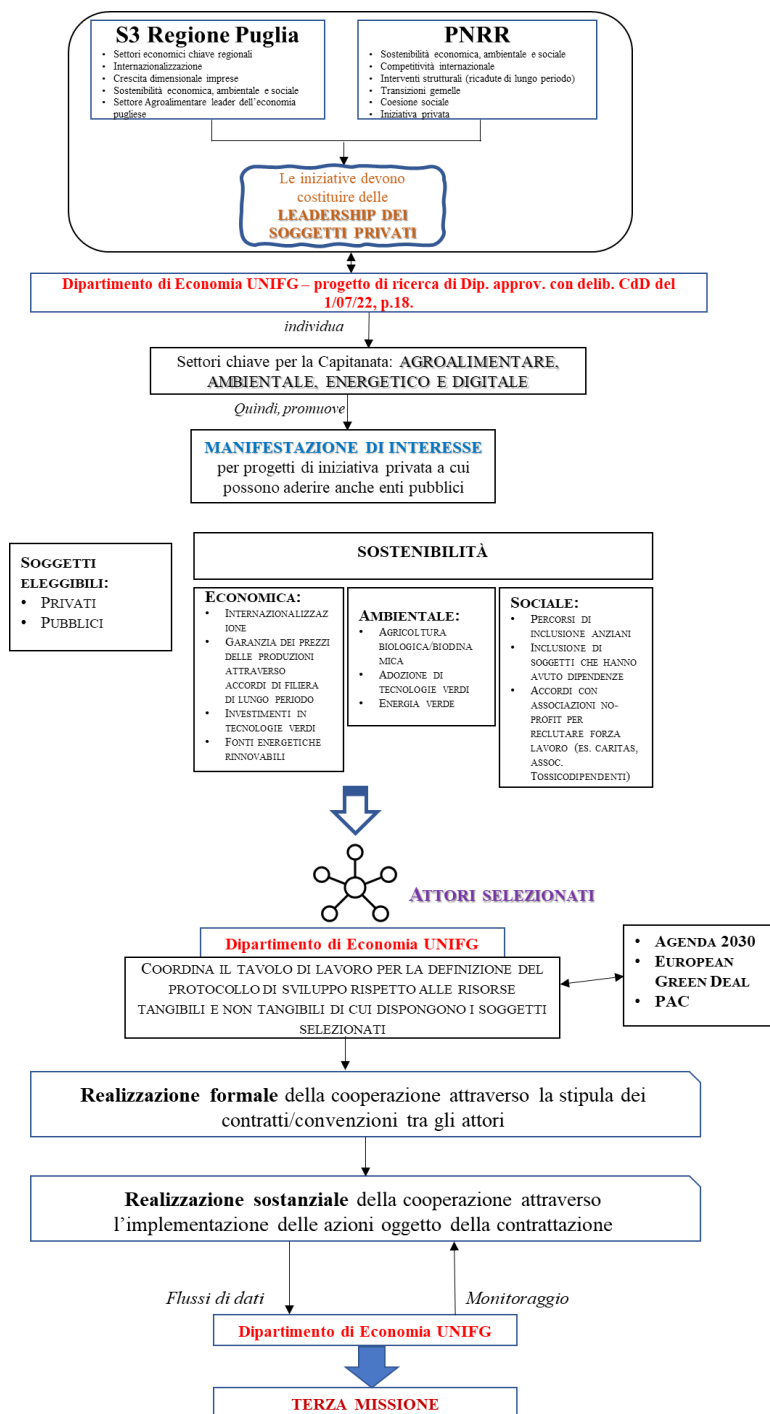 S3 Regione Puglia
• Settori economici chiave regionali
• Internazionalizzazione
• Crescita dimensionale imprese
• Sostenibilità economica, ambientale e sociale
• Settore Agroalimentare leader dell'economia
pugliese
PNRR
• Sostenibilità economica, ambientale e sociale
• Competitività internazionale
• Interventi strutturali (ricadute di lungo periodo)
• Transizioni gemelle
• Coesione sociale
• Iniziativa privata
Le iniziative devono
costituire delle
LEADERSHIP DEI
SOGGETTI PRIVATI
Dipartimento di Economia UNIFG – progetto di ricerca di Dip. approv. con delib. CdD del
1/07/22, p.18.
individua
Settori chiave per la Capitanata: AGROALIMENTARE,
AMBIENTALE, ENERGETICO E DIGITALE
Quindi, promuove
MANIFESTAZIONE DI INTERESSE
per progetti di iniziativa privata a cui
possono aderire anche enti pubblici
SOGGETTI
ELEGGIBILI:
• PRIVATI
• PUBBLICI
SOSTENIBILITÀ
ECONOMICA:
• INTERNAZIONALIZZAZ
IONE
• GARANZIA DEI PREZZI
DELLE PRODUZIONI
ATTRAVERSO
ACCORDI DI FILIERA
DI LUNGO PERIODO
• INVESTIMENTI IN
TECNOLOGIE VERDI
• FONTI ENERGETICHE
RINNOVABILI
AMBIENTALE:
• AGRICOLTURA
BIOLOGICA/BIODINA
MICA
• ADOZIONE DI
TECNOLOGIE VERDI
• ENERGIA VERDE
SOCIALE:
• PERCORSI DI
INCLUSIONE ANZIANI
• INCLUSIONE DI
SOGGETTI CHE HANNO
AVUTO DIPENDENZE
• ACCORDI CON
ASSOCIAZIONI NO-
PROFIT PER
RECLUTARE FORZA
LAVORO (ES. CARITAS,
ASSOC.
TOSSICODIPENDENTI)
ATTORI SELEZIONATI
Dipartimento di Economia UNIFG
COORDINA IL TAVOLO DI LAVORO PER LA DEFINIZIONE DEL
PROTOCOLLO DI SVILUPPO RISPETTO ALLE RISORSE
TANGIBILI E NON TANGIBILI DI CUI DISPONGONO I SOGGETTI
SELEZIONATI
• AGENDA 2030
• EUROPEAN
GREEN DEAL
• PAC
Realizzazione formale della cooperazione attraverso la stipula dei
contratti/convenzioni tra gli attori
Realizzazione sostanziale della cooperazione attraverso
l'implementazione delle azioni oggetto della contrattazione
Flussi di dati
Monitoraggio
Dipartimento di Economia UNIFG
TERZA MISSIONE